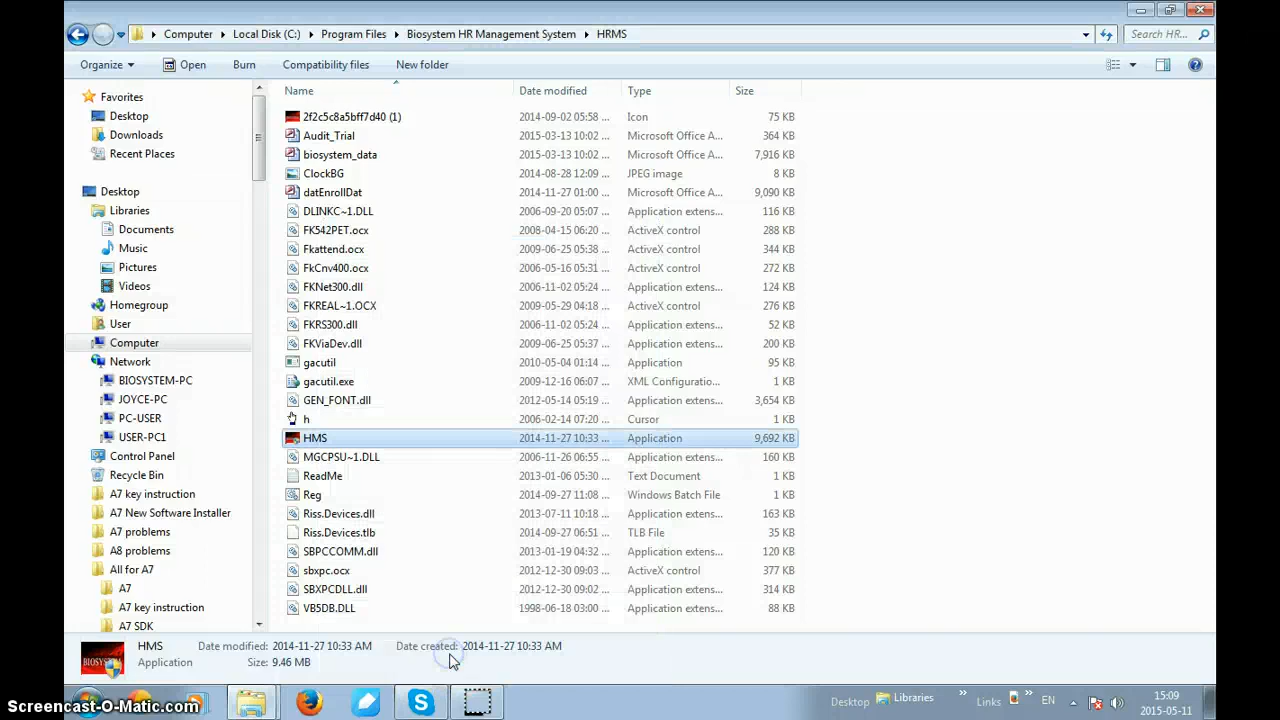 Computer Local Disk (C:) Program Files Biosystem HR Management System HRMS Search HR...
Organize Open Burn Compatibility files New folder
Name Date modified Type Size
Favorites
Desktop
Downloads
Recent Places
Desktop
Libraries
Documents
Music
Pictures
Videos
Homegroup
User
Computer
Network
BIOSYSTEM-PC
JOYCE-PC
PC-USER
USER-PC1
Control Panel
Recycle Bin
A7 key instruction
A7 New Software Installer
A7 problems
A8 problems
All for A7
A7
A7 key instruction
A7 SDK
2f2c5c8a5bff7d40 (1) 2014-09-02 05:58 ... Icon 75 KB
Audit_Trial 2015-03-13 10:02 ... Microsoft Office A... 364 KB
biosystem_data 2015-03-13 10:02 ... Microsoft Office A... 7,916 KB
ClockBG 2014-08-28 12:09 ... JPEG image 8 KB
datEnrollDat 2014-11-27 01:00 ... Microsoft Office A... 9,090 KB
DLINKC~1.DLL 2006-09-20 05:07 ... Application extens... 116 KB
FK542PET.ocx 2008-04-15 06:20 ... ActiveX control 288 KB
Fkattend.ocx 2009-06-25 05:38 ... ActiveX control 344 KB
FkCnv400.ocx 2006-05-16 05:31 ... ActiveX control 272 KB
FKNet300.dll 2006-11-02 05:24 ... Application extens... 124 KB
FKREAL~1.OCX 2009-05-29 04:18 ... ActiveX control 276 KB
FKRS300.dll 2006-11-02 05:24 ... Application extens... 52 KB
FKViaDev.dll 2009-06-25 05:37 ... Application extens... 200 KB
gacutil 2010-05-04 01:14 ... Application 95 KB
gacutil.exe 2009-12-16 06:07 ... XML Configuratio... 1 KB
GEN_FONT.dll 2012-05-14 05:19 ... Application extens... 3,654 KB
h 2006-02-14 07:20 ... Cursor 1 KB
HMS 2014-11-27 10:33 ... Application 9,692 KB
MGCPSU~1.DLL 2006-11-26 06:55 ... Application extens... 160 KB
ReadMe 2013-01-06 05:30 ... Text Document 1 KB
Reg 2014-09-27 11:08 ... Windows Batch File 1 KB
Riss.Devices.dll 2013-07-11 10:18 ... Application extens... 163 KB
Riss.Devices.tlb 2014-09-27 06:51 ... TLB File 35 KB
SBPCCOMM.dll 2013-01-19 04:32 ... Application extens... 120 KB
sbxpc.ocx 2012-12-30 09:03 ... ActiveX control 377 KB
SBXPCDLL.dll 2012-12-30 09:02 ... Application extens... 314 KB
VB5DB.DLL 1998-06-18 03:00 ... Application extens... 88 KB
BIOSYSTEM
HMS Date modified: 2014-11-27 10:33 AM Date created: 2014-11-27 10:33 AM
Application Size: 9.46 MB
Screencast-O-Matic.com
Desktop Libraries » Links » EN
15:09
2015-05-11